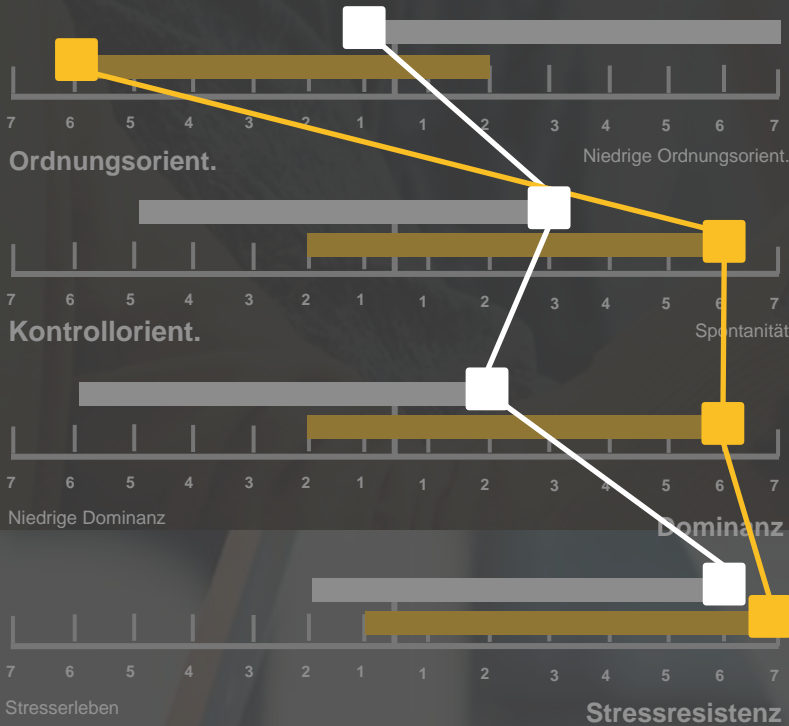 7 6 5 4 3 2 1 1 2 3 4 5 6 7
Ordnungsorient. Niedrige Ordnungsorient.
7 6 5 4 3 2 1 1 2 3 4 5 6 7
Kontrollorient. Spontanität
7 6 5 4 3 2 1 1 2 3 4 5 6 7
Niedrige Dominanz Dominanz
7 6 5 4 3 2 1 1 2 3 4 5 6 7
Stresserleben Stressresistenz